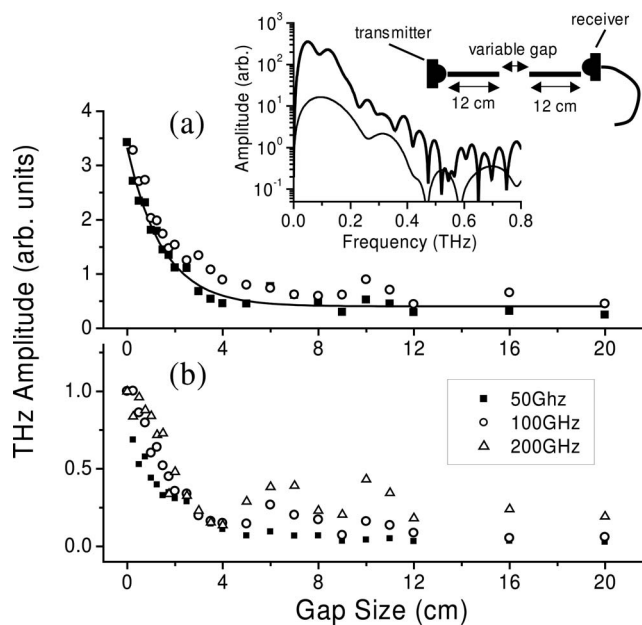 transmitter
receiver
variable gap
12 cm
12 cm
Amplitude (arb.)
10³
10²
10¹
10⁰
10⁻¹
0.0 0.2 0.4 0.6 0.8
Frequency (THz)
(a)
4
3
2
1
0
0 4 8 12 16 20
THz Amplitude (arb. units)
(b)
1.0
0.5
0.0
50Ghz
100GHz
200GHz
0 4 8 12 16 20
Gap Size (cm)